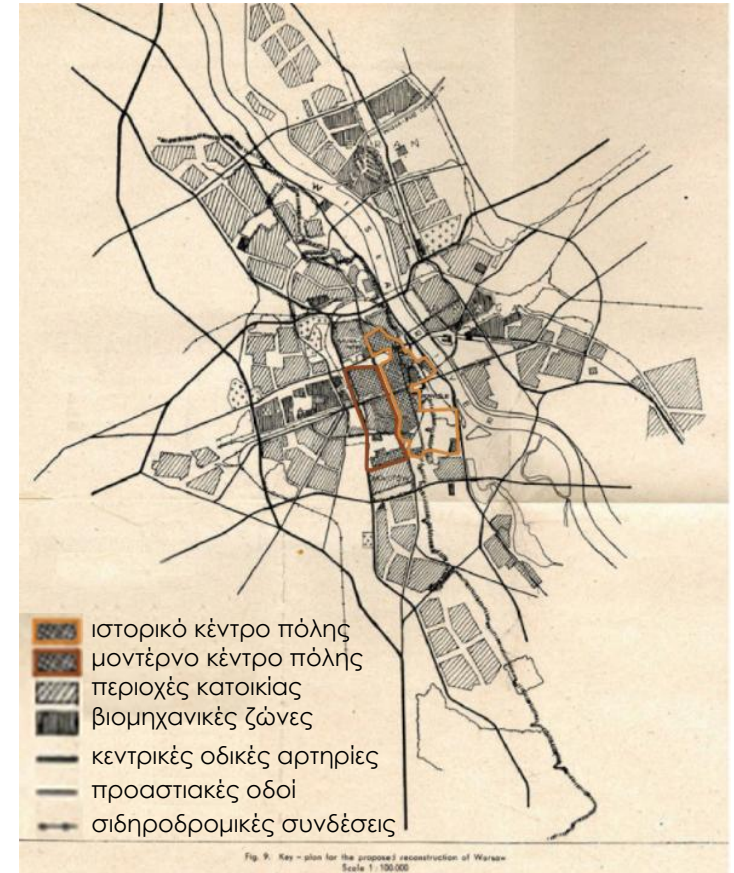 WISŁA
ιστορικό κέντρο πόλης
μοντέρνο κέντρο πόλης
περιοχές κατοικίας
βιομηχανικές ζώνες
κεντρικές οδικές αρτηρίες
προαστιακές οδοί
σιδηροδρομικές συνδέσεις
Fig. 9. Key – plan for the proposed reconstruction of Warsaw
Scale 1 : 100.000